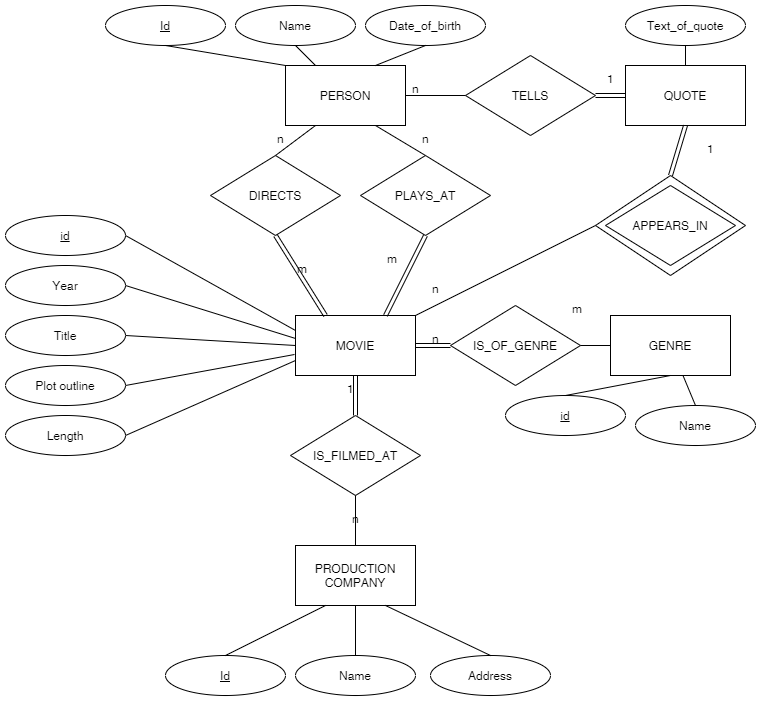 Id
Name
Date_of_birth
Text_of_quote
PERSON
n
TELLS
1
QUOTE
n
n
1
DIRECTS
PLAYS_AT
APPEARS_IN
id
m
m
n
Year
Title
MOVIE
n
IS_OF_GENRE
m
GENRE
Plot outline
1
id
Name
Length
IS_FILMED_AT
n
PRODUCTION
COMPANY
Id
Name
Address